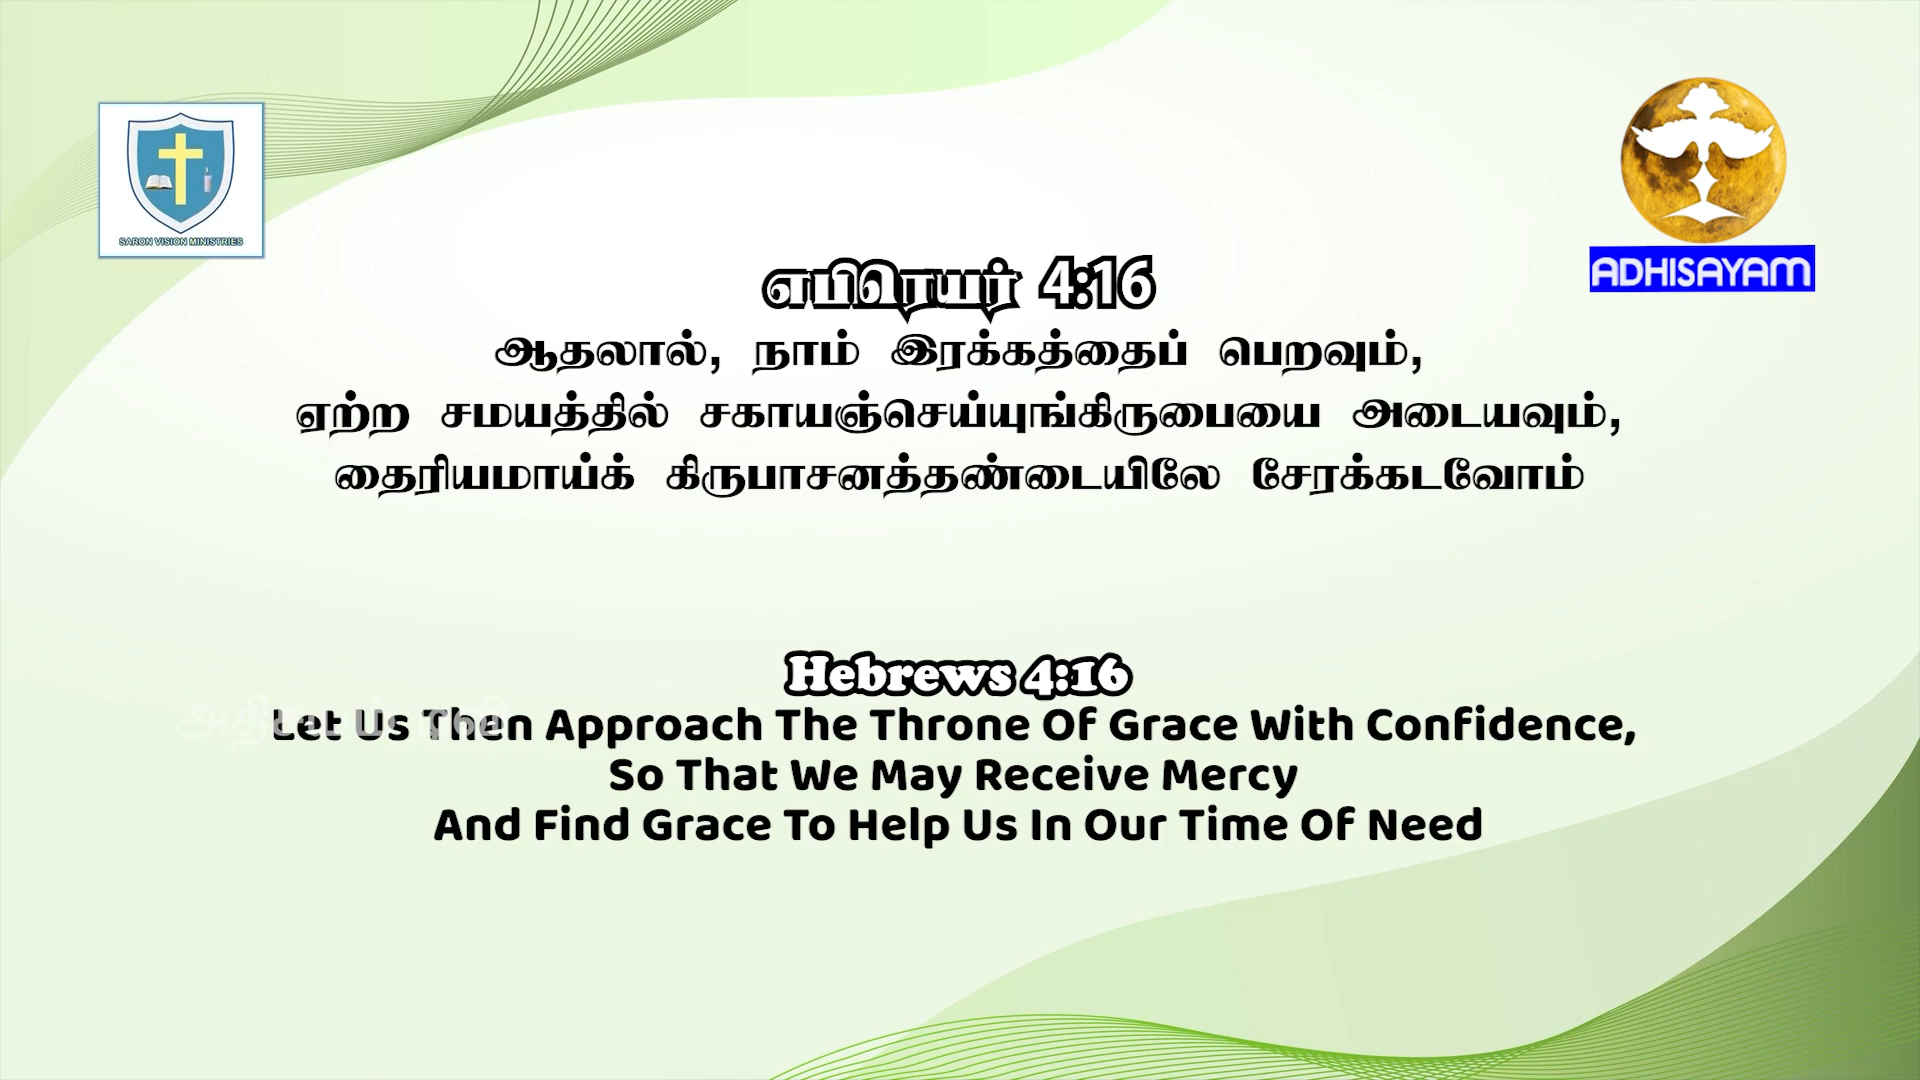 SARON VISION MINISTRIES
ADHISAYAM
எபிரெயர் 4:16
ஆதலால், நாம் இரக்கத்தைப் பெறவும்,
ஏற்ற சமயத்தில் சகாயஞ்செய்யுங்கிருபையை அடையவும்,
தைரியமாய்க் கிருபாசனத்தண்டையிலே சேரக்கடவோம்
Hebrews 4:16
Let Us Then Approach The Throne Of Grace With Confidence,
So That We May Receive Mercy
And Find Grace To Help Us In Our Time Of Need